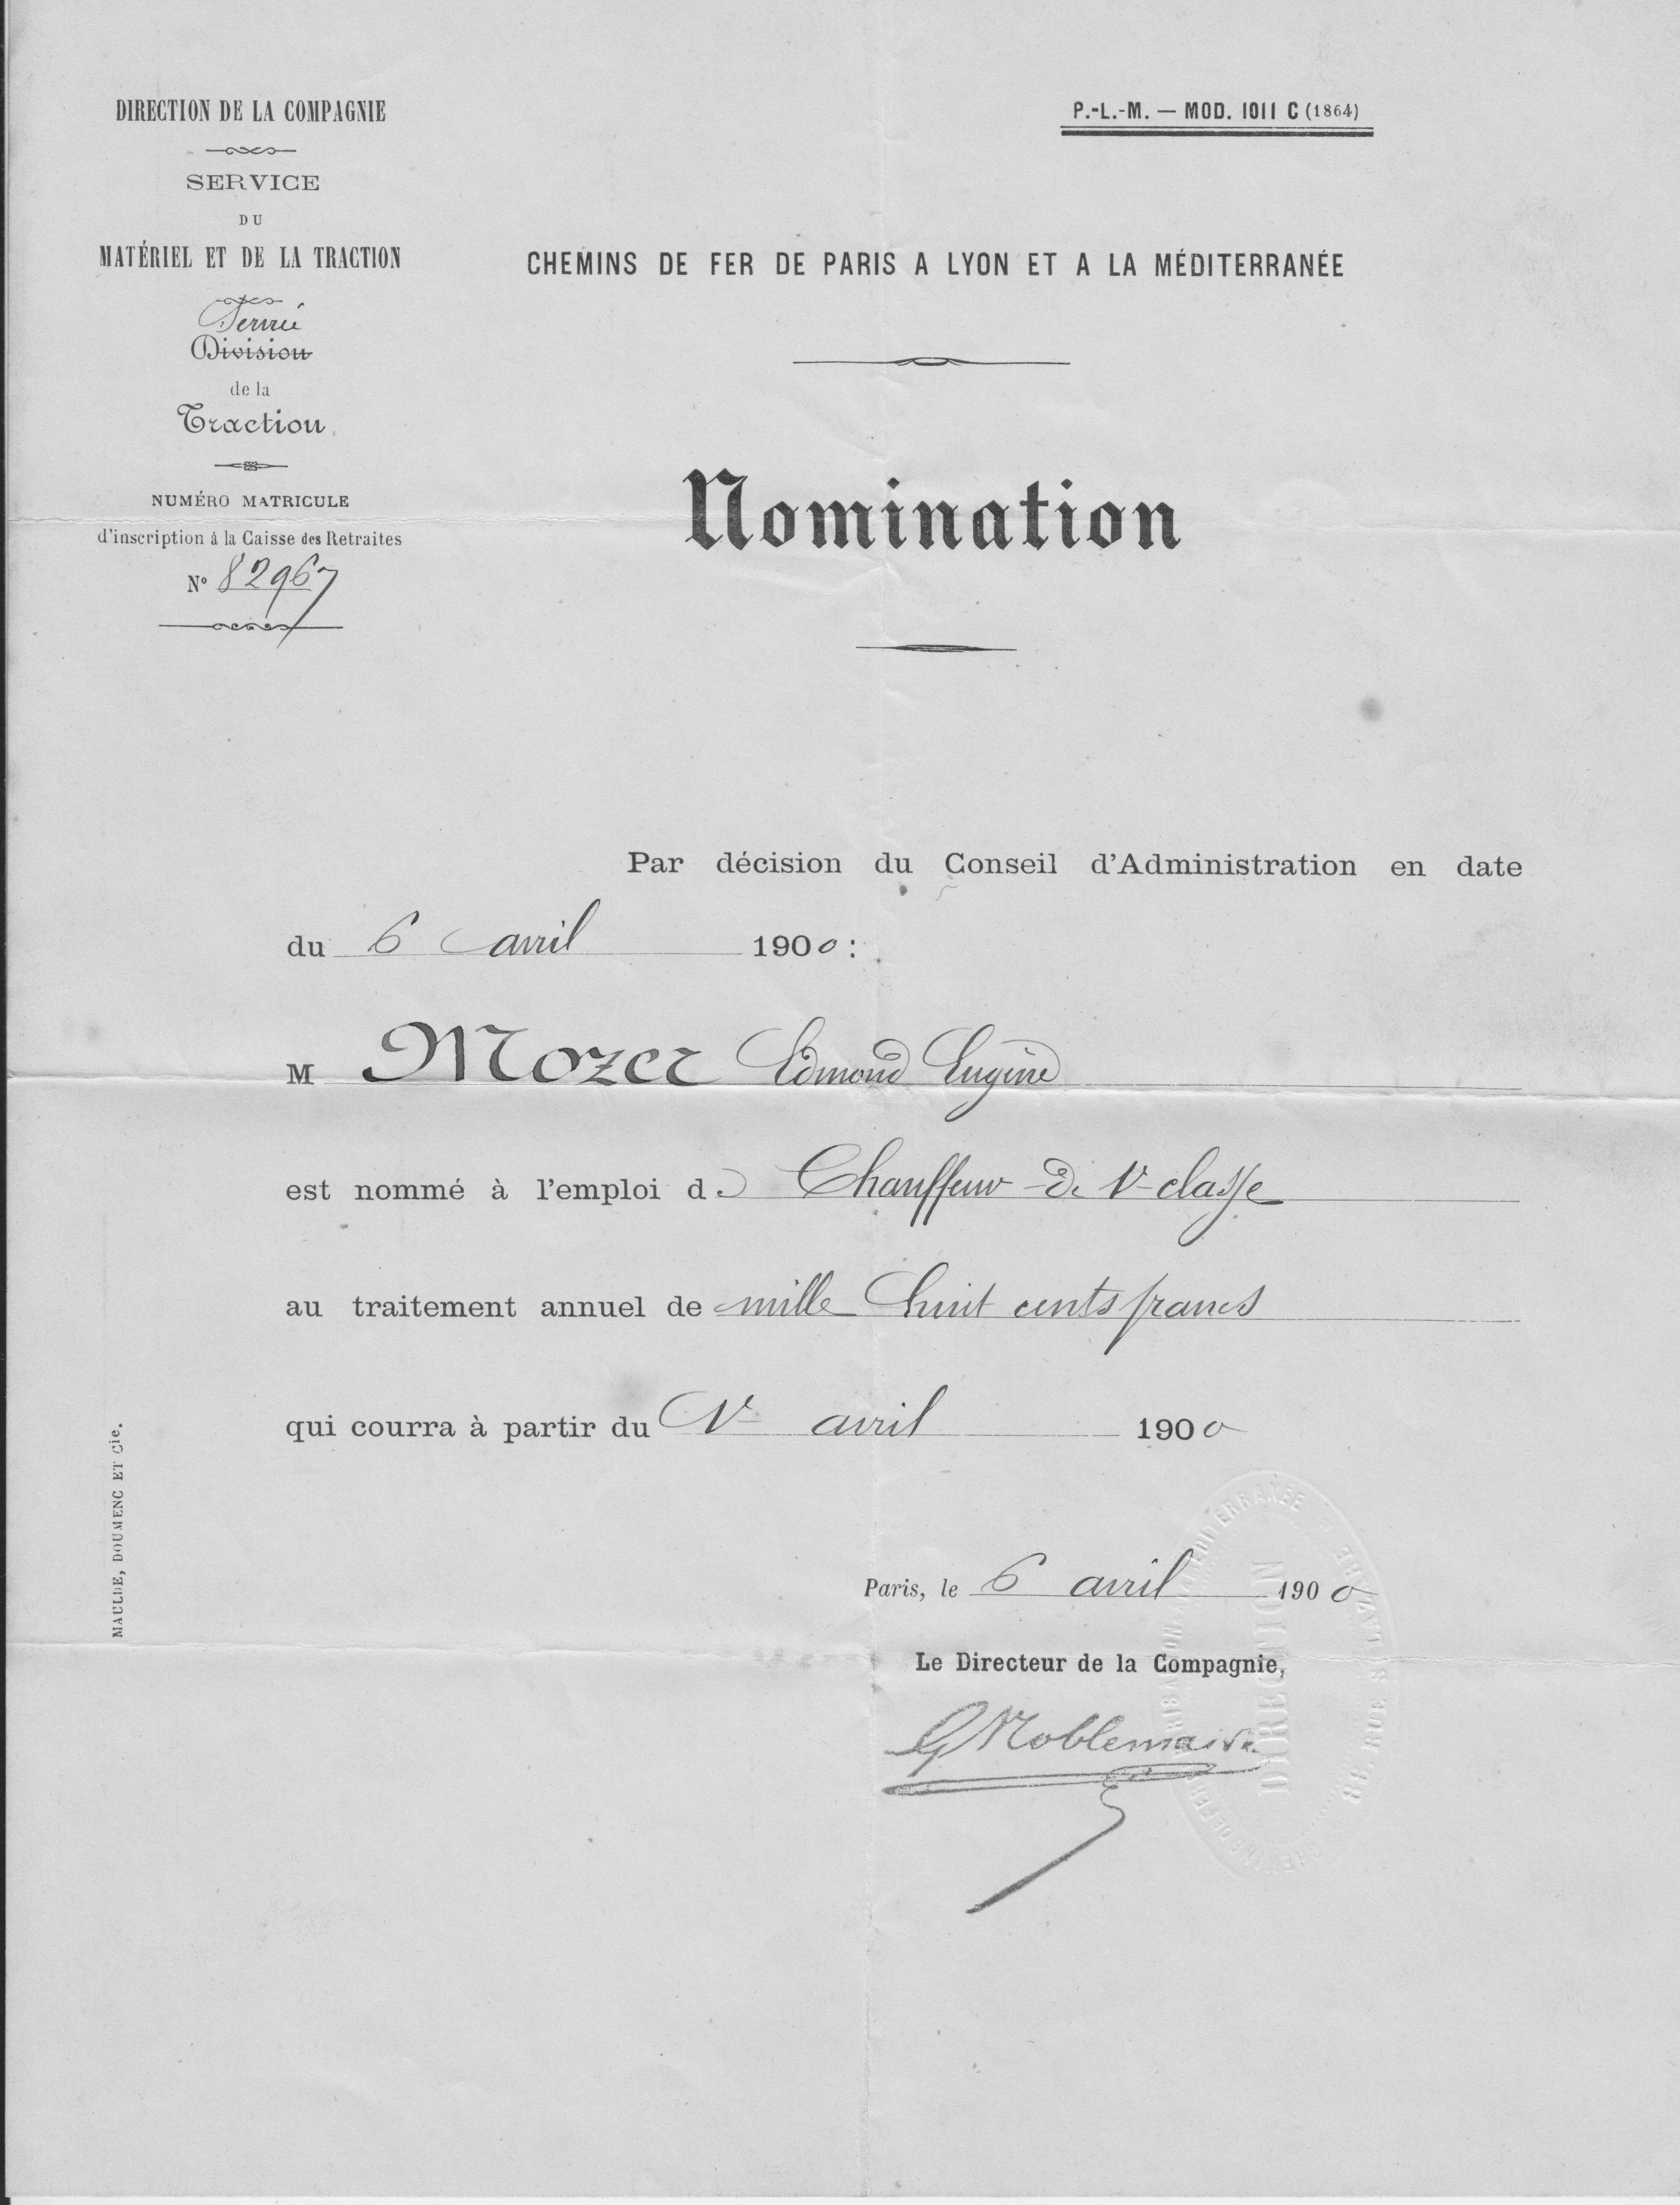 DIRECTION DE LA COMPAGNIE
SERVICE
DU
MATÉRIEL ET DE LA TRACTION
Service
Division
de la
Traction
NUMÉRO MATRICULE
d'inscription à la Caisse des Retraites
N° 82967
P.-L.-M. — MOD. 1011 C (1864)
CHEMINS DE FER DE PARIS A LYON ET A LA MÉDITERRANÉE
Nomination
Par décision du Conseil d'Administration en date
du 6 avril 1900 :
M Mozer Edmond Eugène
est nommé à l'emploi de Chauffeur de 1re classe
au traitement annuel de mille huit cents francs
qui courra à partir du 1er avril 1900
Paris, le 6 avril 1900
Le Directeur de la Compagnie,
G Noblemaire
MAULDE, DOUMENC ET Cie.
DIRECTION
88, RUE ST LAZARE